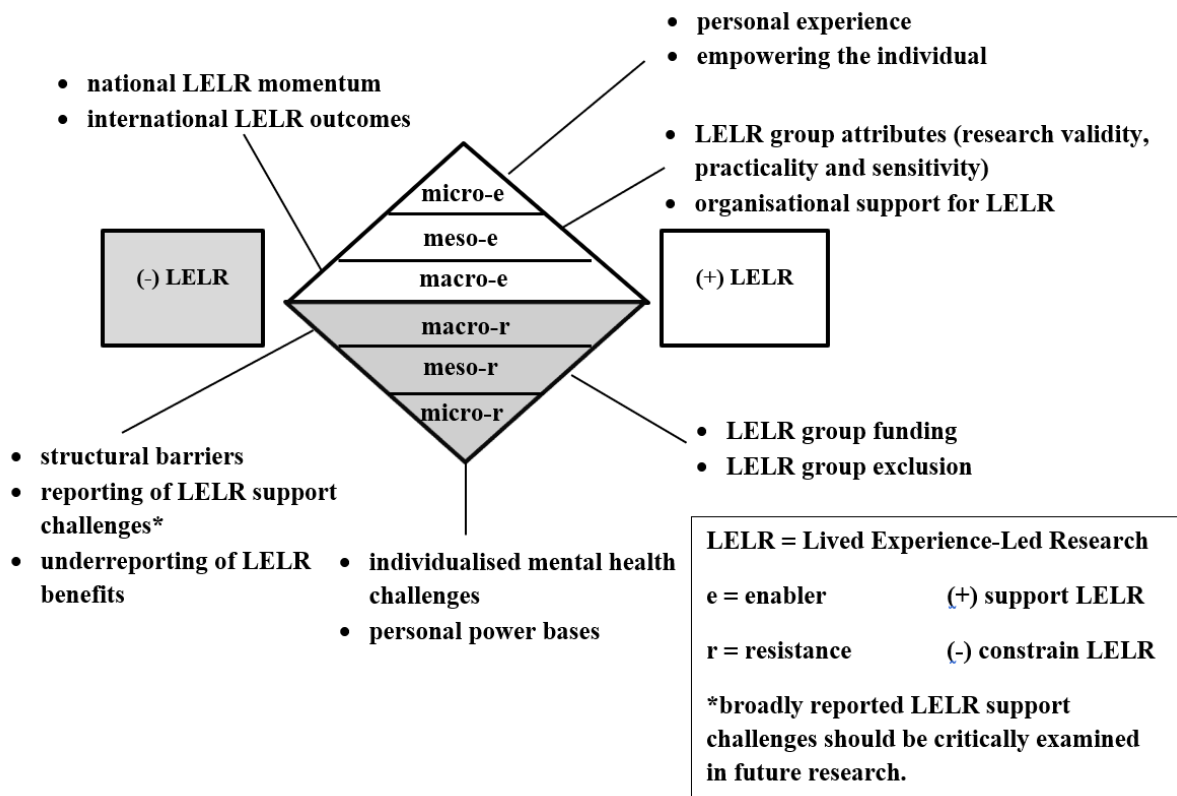 • personal experience
• empowering the individual
• national LELR momentum
• international LELR outcomes
• LELR group attributes (research validity,
practicality and sensitivity)
• organisational support for LELR
micro-e
meso-e
macro-e
(-) LELR
(+) LELR
macro-r
meso-r
micro-r
• LELR group funding
• LELR group exclusion
• structural barriers
• reporting of LELR support
challenges*
• underreporting of LELR
benefits
• individualised mental health
challenges
• personal power bases
LELR = Lived Experience-Led Research
e = enabler (+) support LELR
r = resistance (-) constrain LELR
*broadly reported LELR support
challenges should be critically examined
in future research.